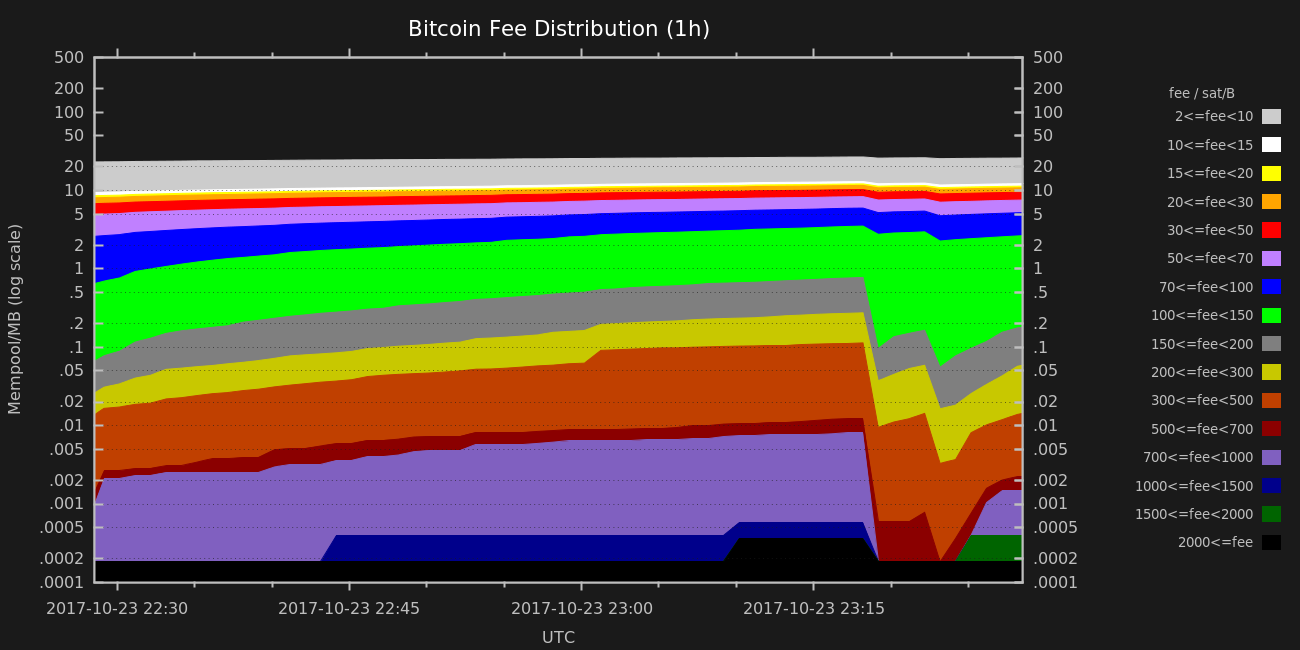 Bitcoin Fee Distribution (1h)
500
200
100
50
20
10
5
2
1
.5
.2
.1
.05
.02
.01
.005
.002
.001
.0005
.0002
.0001
Mempool/MB (log scale)
500
200
100
50
20
10
5
2
1
.5
.2
.1
.05
.02
.01
.005
.002
.001
.0005
.0002
.0001
2017-10-23 22:30
2017-10-23 22:45
2017-10-23 23:00
2017-10-23 23:15
UTC
fee / sat/B
2<=fee<10
10<=fee<15
15<=fee<20
20<=fee<30
30<=fee<50
50<=fee<70
70<=fee<100
100<=fee<150
150<=fee<200
200<=fee<300
300<=fee<500
500<=fee<700
700<=fee<1000
1000<=fee<1500
1500<=fee<2000
2000<=fee